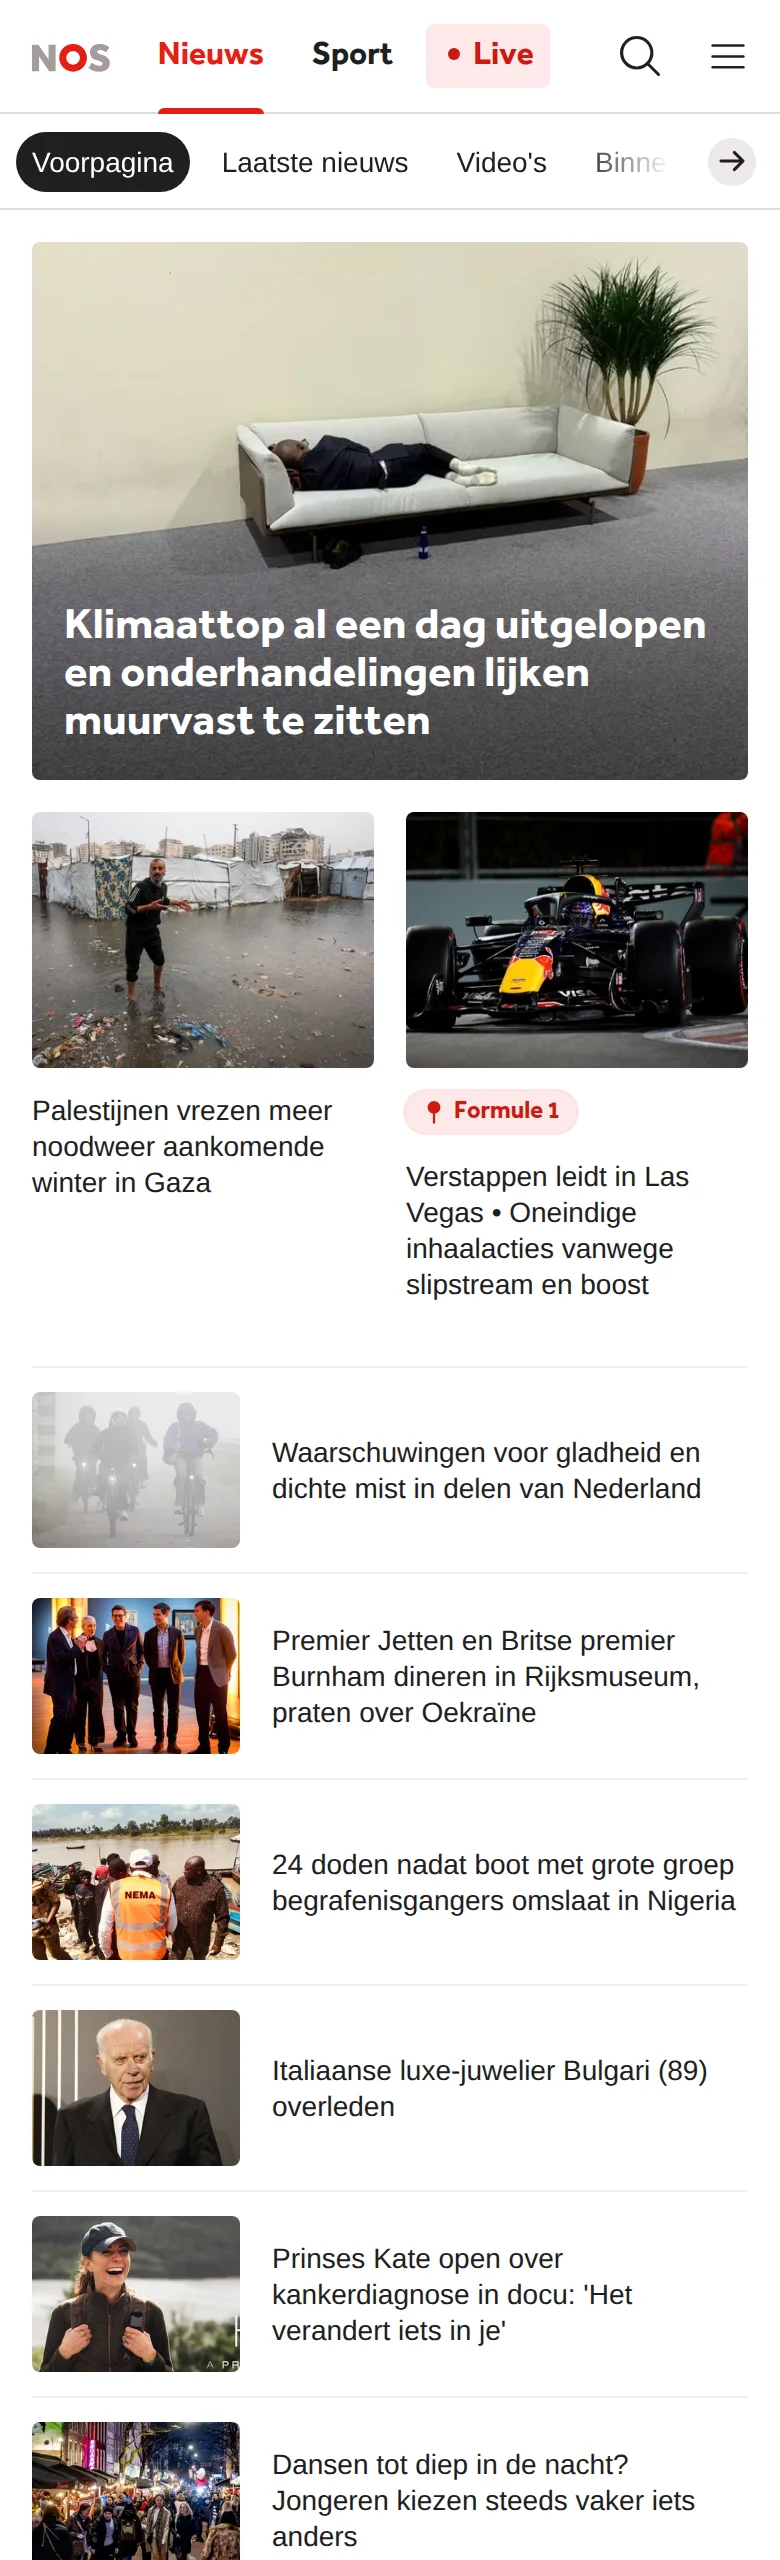 NOS
Nieuws
Sport
Live
Voorpagina
Laatste nieuws
Video's
Binne
Klimaattop al een dag uitgelopen
en onderhandelingen lijken
muurvast te zitten
Palestijnen vrezen meer
noodweer aankomende
winter in Gaza
Formule 1
Verstappen leidt in Las
Vegas • Oneindige
inhaalacties vanwege
slipstream en boost
Waarschuwingen voor gladheid en
dichte mist in delen van Nederland
Premier Jetten en Britse premier
Burnham dineren in Rijksmuseum,
praten over Oekraïne
NEMA
24 doden nadat boot met grote groep
begrafenisgangers omslaat in Nigeria
Italiaanse luxe-juwelier Bulgari (89)
overleden
Prinses Kate open over
kankerdiagnose in docu: 'Het
verandert iets in je'
H
A PR
Dansen tot diep in de nacht?
Jongeren kiezen steeds vaker iets
anders